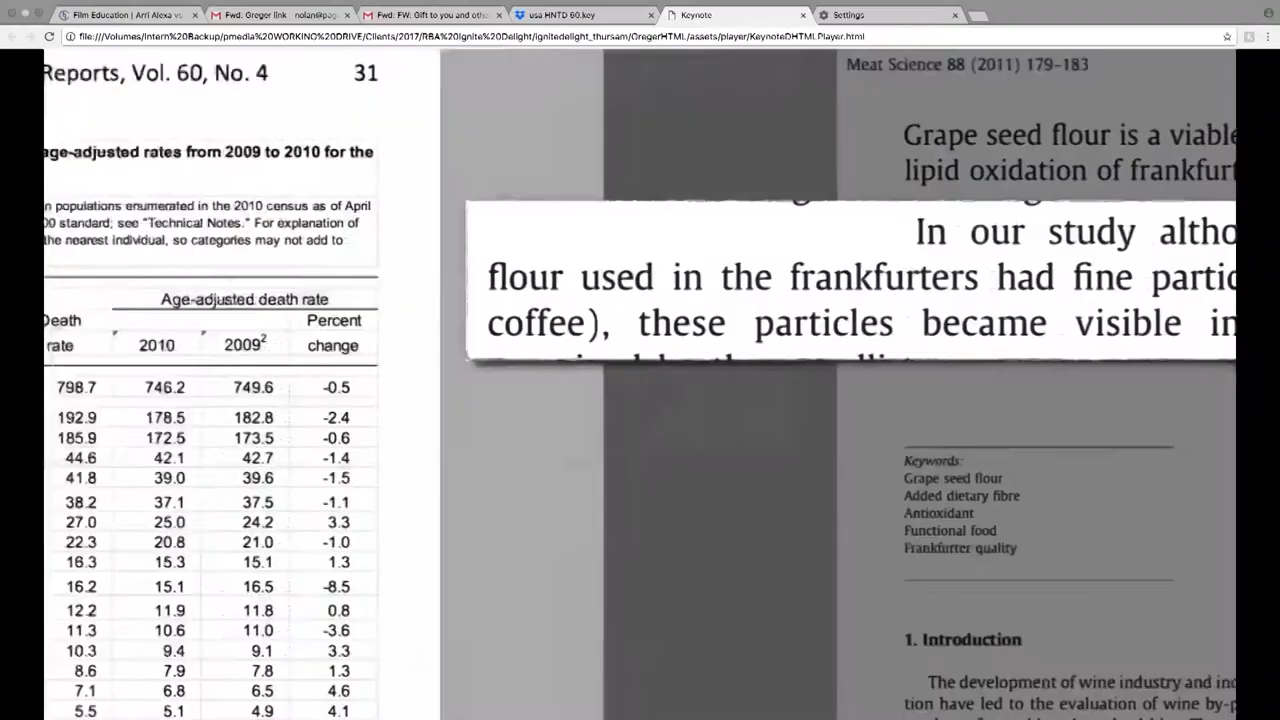 Film Education | Arri Alexa vs
Fwd: Greger link - nolan@pag
Fwd: FW: Gift to you and othe
usa HNTD 60.key
Keynote
Settings
file:///Volumes/Intern%20Backup/pmedia%20WORKING%20DRIVE/Clients/2017/RBA%20Ignite%20Delight/ignitedelight_thursam/GregerHTML/assets/player/KeynoteDHTMLPlayer.html
Reports, Vol. 60, No. 4 31
age-adjusted rates from 2009 to 2010 for the
n populations enumerated in the 2010 census as of April
00 standard; see "Technical Notes." For explanation of
the nearest individual, so categories may not add to
Age-adjusted death rate
Death Percent
rate 2010 2009² change
798.7 746.2 749.6 -0.5
192.9 178.5 182.8 -2.4
185.9 172.5 173.5 -0.6
44.6 42.1 42.7 -1.4
41.8 39.0 39.6 -1.5
38.2 37.1 37.5 -1.1
27.0 25.0 24.2 3.3
22.3 20.8 21.0 -1.0
16.3 15.3 15.1 1.3
16.2 15.1 16.5 -8.5
12.2 11.9 11.8 0.8
11.3 10.6 11.0 -3.6
10.3 9.4 9.1 3.3
8.6 7.9 7.8 1.3
7.1 6.8 6.5 4.6
5.5 5.1 4.9 4.1
Meat Science 88 (2011) 179–183
Grape seed flour is a viable
lipid oxidation of frankfurt
In our study altho
flour used in the frankfurters had fine partic
coffee), these particles became visible in
Keywords:
Grape seed flour
Added dietary fibre
Antioxidant
Functional food
Frankfurter quality
1. Introduction
The development of wine industry and inc
tion have led to the evaluation of wine by-p